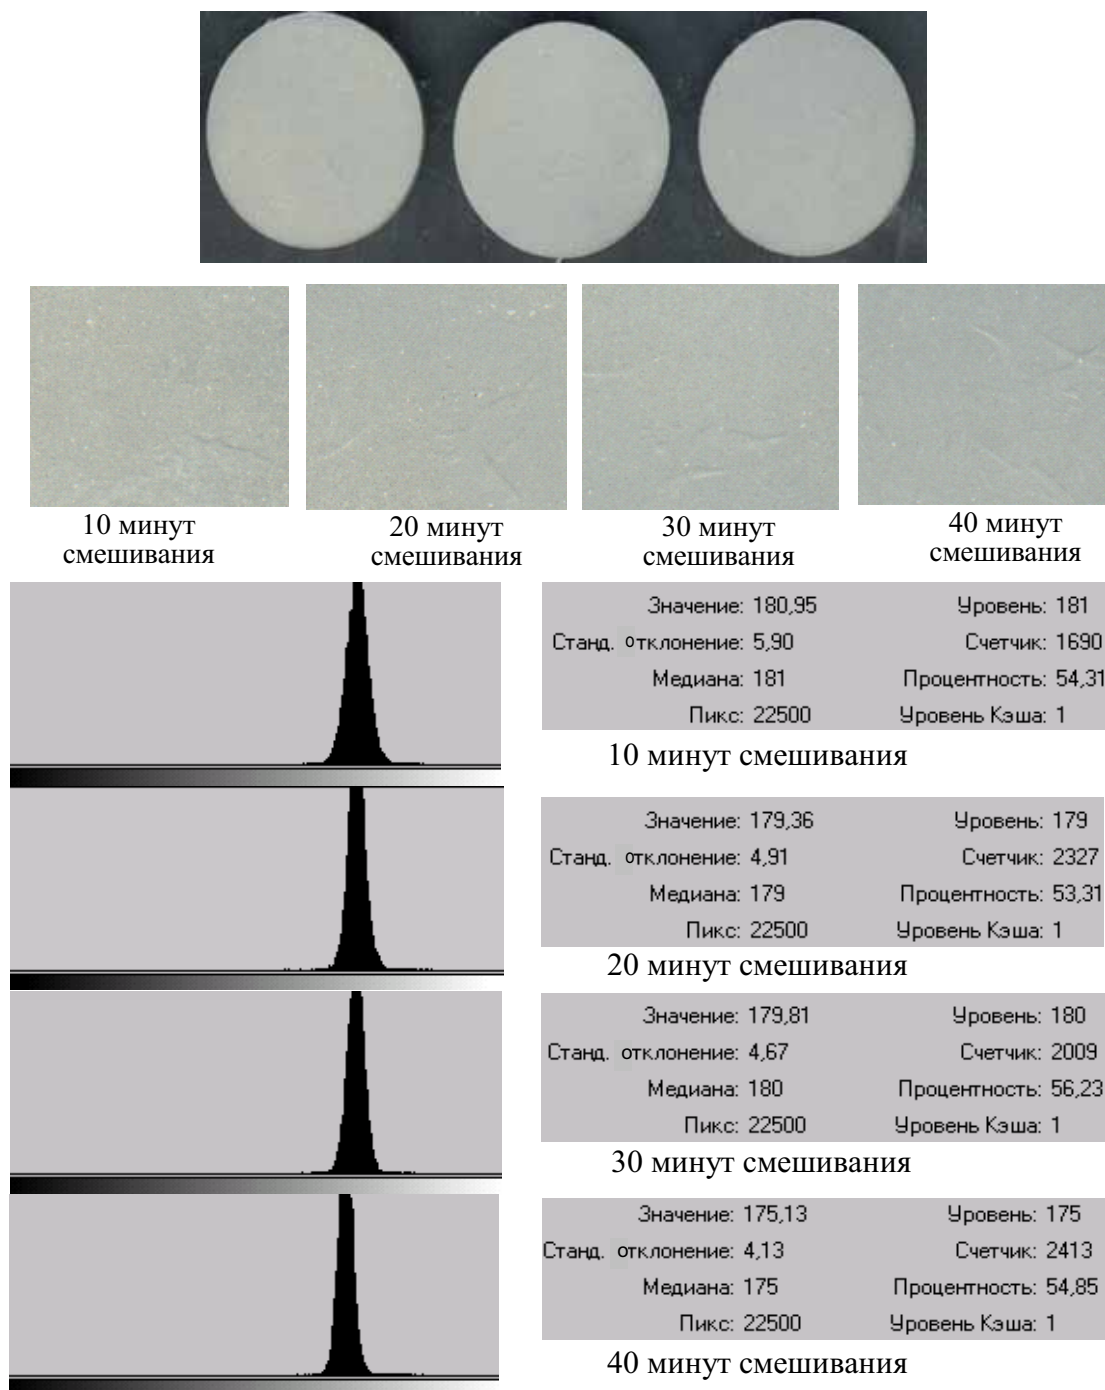 10 минут
смешивания
20 минут
смешивания
30 минут
смешивания
40 минут
смешивания
Значение: 180,95 Уровень: 181
Станд. отклонение: 5,90 Счетчик: 1690
Медиана: 181 Процентность: 54,31
Пикс: 22500 Уровень Кэша: 1
10 минут смешивания
Значение: 179,36 Уровень: 179
Станд. отклонение: 4,91 Счетчик: 2327
Медиана: 179 Процентность: 53,31
Пикс: 22500 Уровень Кэша: 1
20 минут смешивания
Значение: 179,81 Уровень: 180
Станд. отклонение: 4,67 Счетчик: 2009
Медиана: 180 Процентность: 56,23
Пикс: 22500 Уровень Кэша: 1
30 минут смешивания
Значение: 175,13 Уровень: 175
Станд. отклонение: 4,13 Счетчик: 2413
Медиана: 175 Процентность: 54,85
Пикс: 22500 Уровень Кэша: 1
40 минут смешивания